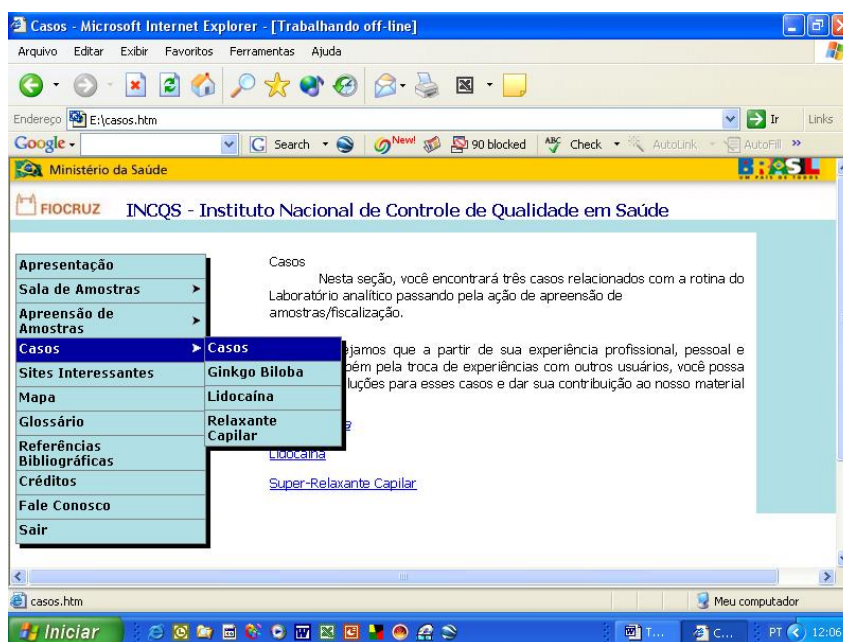 Casos - Microsoft Internet Explorer - [Trabalhando off-line]
Arquivo Editar Exibir Favoritos Ferramentas Ajuda
Endereço E:\casos.htm Ir Links
Google Search New! 90 blocked ABC Check AutoLink AutoFill »
Ministério da Saúde BRASIL
UM PAÍS DE TODOS
FIOCRUZ INCQS - Instituto Nacional de Controle de Qualidade em Saúde
Apresentação
Sala de Amostras
Apreensão de
Amostras
Casos
Sites Interessantes
Mapa
Glossário
Referências
Bibliográficas
Créditos
Fale Conosco
Sair
Casos
Ginkgo Biloba
Lidocaína
Relaxante
Capilar
Casos
Nesta seção, você encontrará três casos relacionados com a rotina do
Laboratório analítico passando pela ação de apreensão de
amostras/fiscalização.
jamos que a partir de sua experiência profissional, pessoal e
bém pela troca de experiências com outros usuários, você possa
luções para esses casos e dar sua contribuição ao nosso material
Lidocaína
Super-Relaxante Capilar
casos.htm Meu computador
Iniciar T... C... PT 12:06